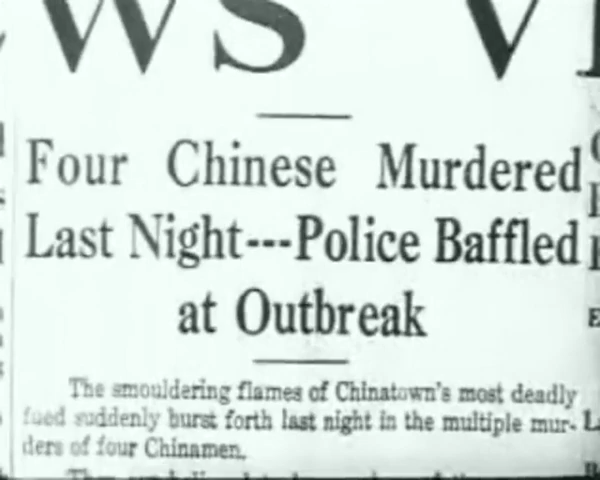 WS V
Four Chinese Murdered
Last Night---Police Baffled
at Outbreak
The smouldering flames of Chinatown's most deadly
fued suddenly burst forth last night in the multiple mur-
ders of four Chinamen.